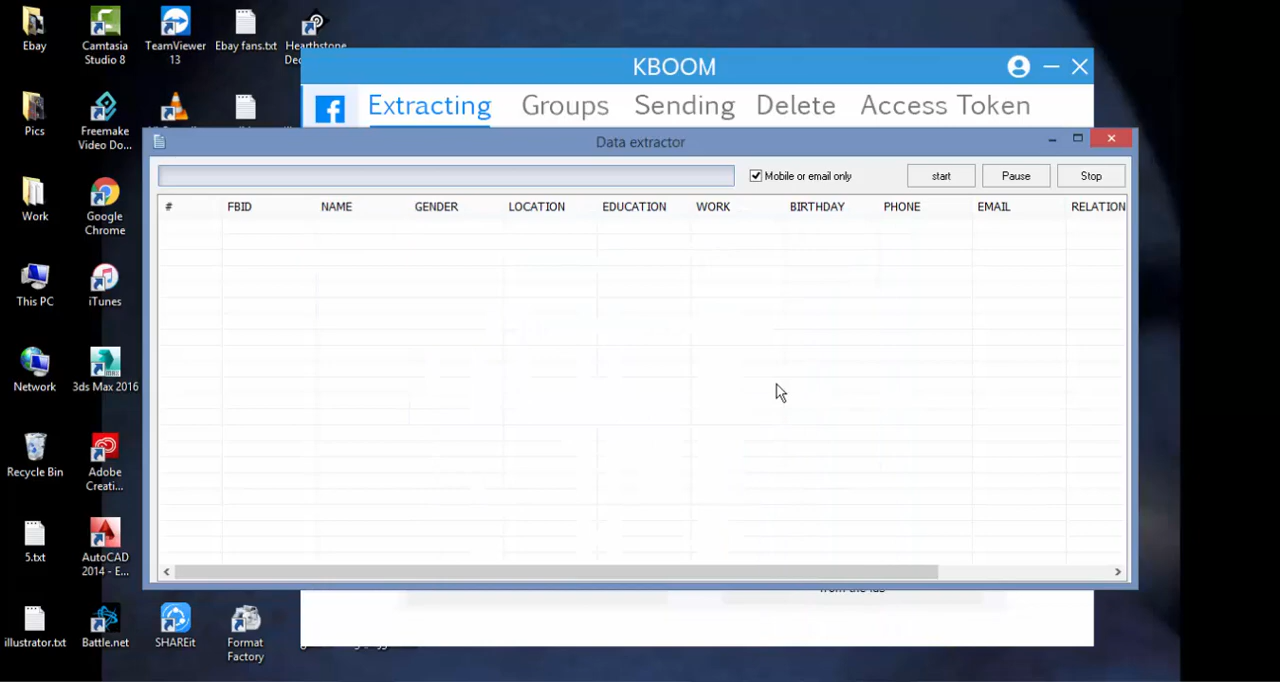 Ebay
Camtasia
Studio 8
TeamViewer
13
Ebay fans.txt
Hearthstone
Dec
KBOOM
Extracting
Groups
Sending
Delete
Access Token
Pics
Freemake
Video Do...
Data extractor
Mobile or email only
start
Pause
Stop
#
FBID
NAME
GENDER
LOCATION
EDUCATION
WORK
BIRTHDAY
PHONE
EMAIL
RELATION
Work
Google
Chrome
This PC
iTunes
Network
3ds Max 2016
Recycle Bin
Adobe
Creati...
5.txt
AutoCAD
2014 - E...
illustrator.txt
Battle.net
SHAREit
Format
Factory